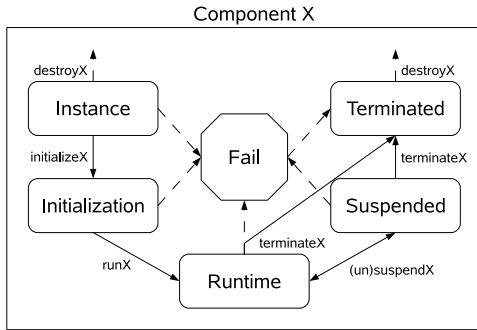 Component X
destroyX
destroyX
Instance
Terminated
initializeX
Fail
terminateX
Initialization
Suspended
terminateX
runX
Runtime
(un)suspendX